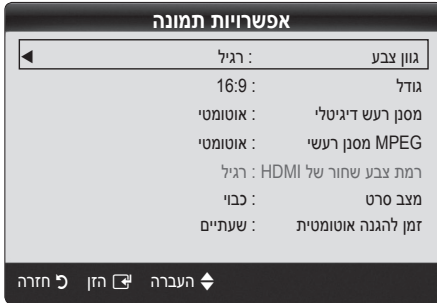 אפשרויות תמונה
גוון צבע : רגיל
גודל : 16:9
מסנן רעש דיגיטלי : אוטומטי
MPEG מסנן רעשי : אוטומטי
רמת צבע שחור של HDMI : רגיל
מצב סרט : כבוי
זמן להגנה אוטומטית : שעתיים
העברה הזן חזרה